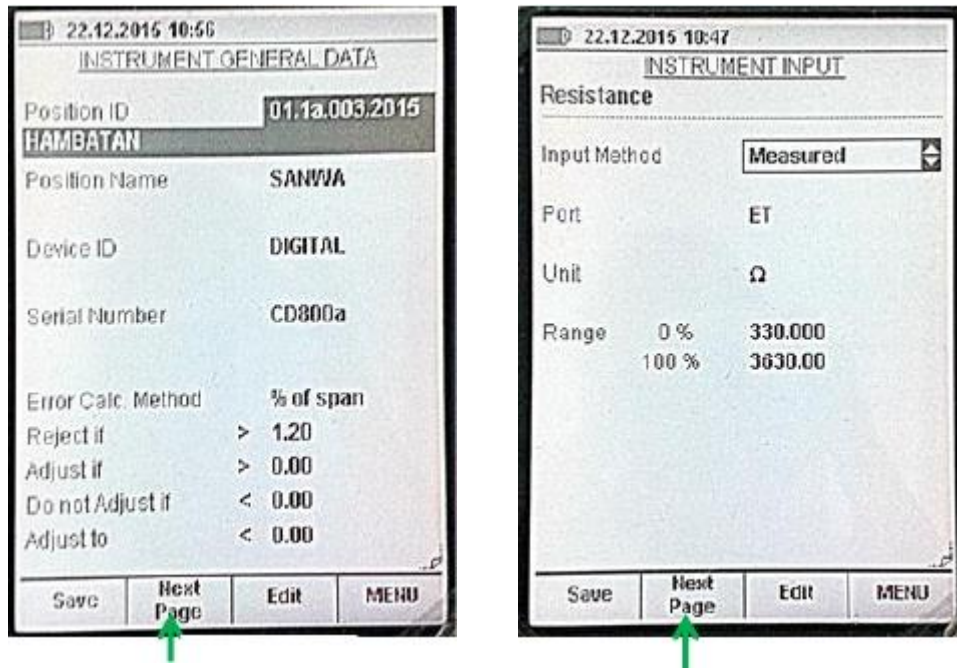 22.12.2015 10:56
INSTRUMENT GENERAL DATA
Position ID 01.1a.003.2015
HAMBATAN
Position Name SANWA
Device ID DIGITAL
Serial Number CD800a
Error Calc. Method % of span
Reject if > 1.20
Adjust if > 0.00
Do not Adjust if < 0.00
Adjust to < 0.00
Save Next Page Edit MENU
22.12.2015 10:47
INSTRUMENT INPUT
Resistance
Input Method Measured
Port ET
Unit Ω
Range 0 % 330.000
100 % 3630.00
Save Next Page Edit MENU